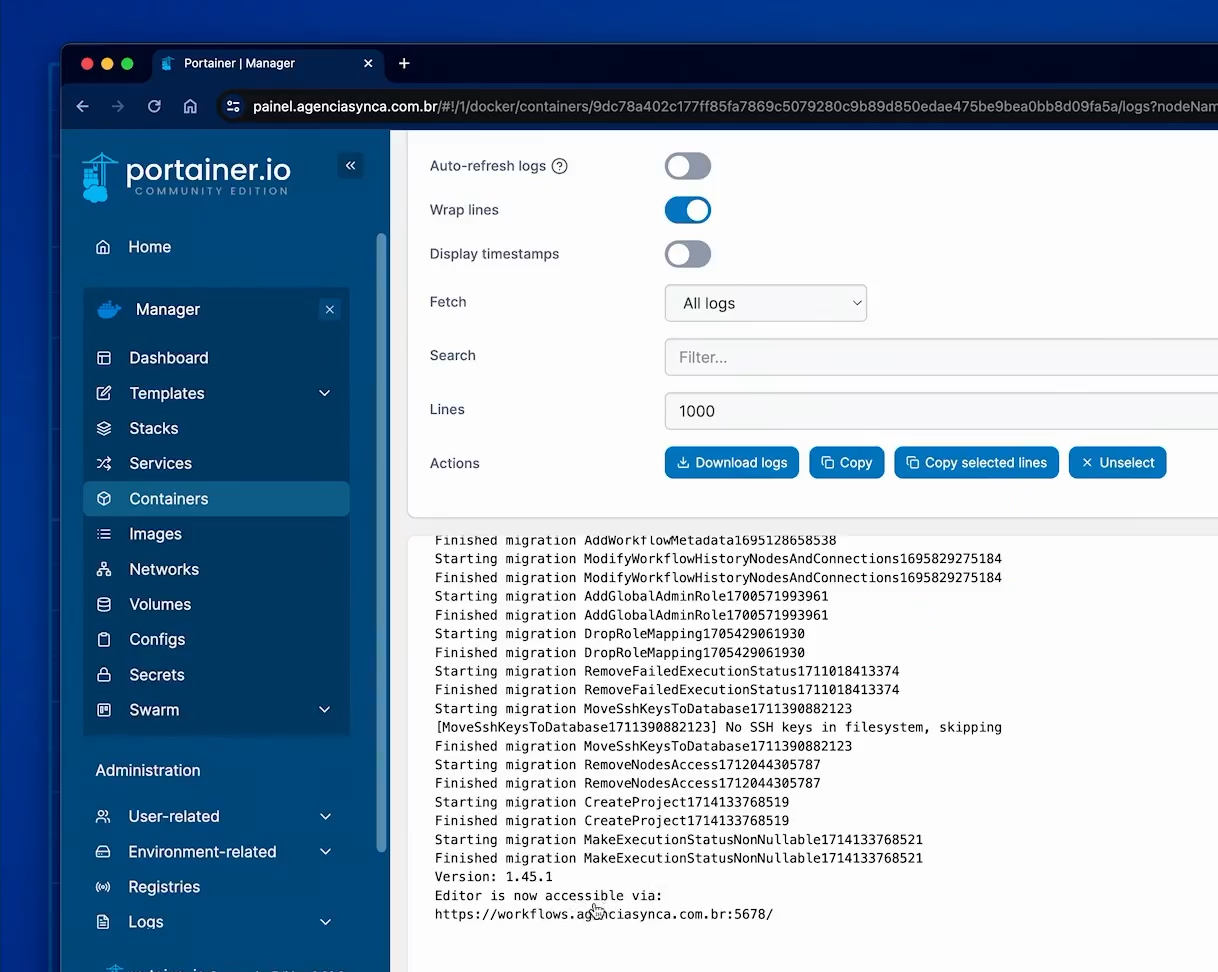 Portainer | Manager
painel.agenciasynca.com.br/#!/1/docker/containers/9dc78a402c177ff85fa7869c5079280c9b89d850edae475be9bea0bb8d09fa5a/logs?nodeNam
portainer.io
COMMUNITY EDITION
Home
Manager
Dashboard
Templates
Stacks
Services
Containers
Images
Networks
Volumes
Configs
Secrets
Swarm
Administration
User-related
Environment-related
Registries
Logs
Auto-refresh logs
Wrap lines
Display timestamps
Fetch All logs
Search Filter...
Lines 1000
Actions Download logs Copy Copy selected lines Unselect
Finished migration AddWorkflowMetadata1695128658538
Starting migration ModifyWorkflowHistoryNodesAndConnections1695829275184
Finished migration ModifyWorkflowHistoryNodesAndConnections1695829275184
Starting migration AddGlobalAdminRole1700571993961
Finished migration AddGlobalAdminRole1700571993961
Starting migration DropRoleMapping1705429061930
Finished migration DropRoleMapping1705429061930
Starting migration RemoveFailedExecutionStatus1711018413374
Finished migration RemoveFailedExecutionStatus1711018413374
Starting migration MoveSshKeysToDatabase1711390882123
[MoveSshKeysToDatabase1711390882123] No SSH keys in filesystem, skipping
Finished migration MoveSshKeysToDatabase1711390882123
Starting migration RemoveNodesAccess1712044305787
Finished migration RemoveNodesAccess1712044305787
Starting migration CreateProject1714133768519
Finished migration CreateProject1714133768519
Starting migration MakeExecutionStatusNonNullable1714133768521
Finished migration MakeExecutionStatusNonNullable1714133768521
Version: 1.45.1
Editor is now accessible via:
https://workflows.agenciasynca.com.br:5678/